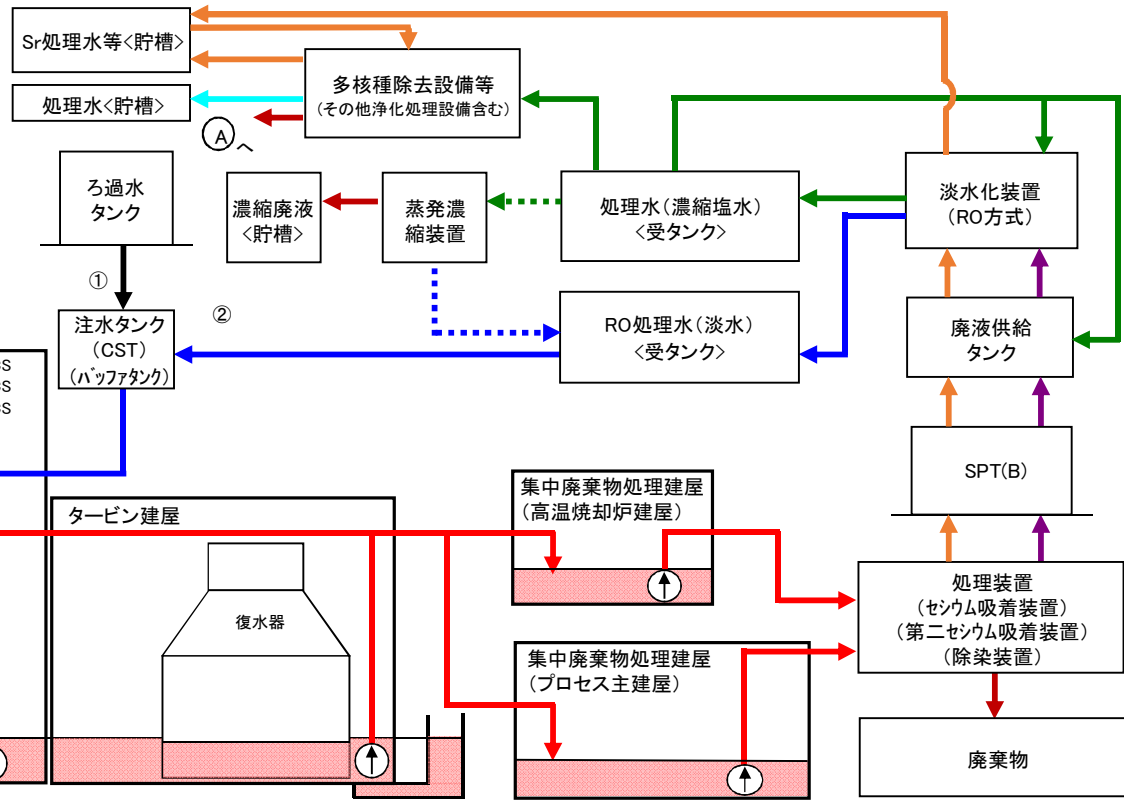 Sr処理水等<貯槽>
処理水<貯槽>
多核種除去設備等
(その他浄化処理設備含む)
Ⓐへ
ろ過水
タンク
濃縮廃液
<貯槽>
蒸発濃
縮装置
処理水(濃縮塩水)
<受タンク>
淡水化装置
(RO方式)
①
②
注水タンク
(CST)
(バッファタンク)
RO処理水(淡水)
<受タンク>
廃液供給
タンク
SPT(B)
タービン建屋
復水器
集中廃棄物処理建屋
(高温焼却炉建屋)
集中廃棄物処理建屋
(プロセス主建屋)
処理装置
(セシウム吸着装置)
(第二セシウム吸着装置)
(除染装置)
廃棄物